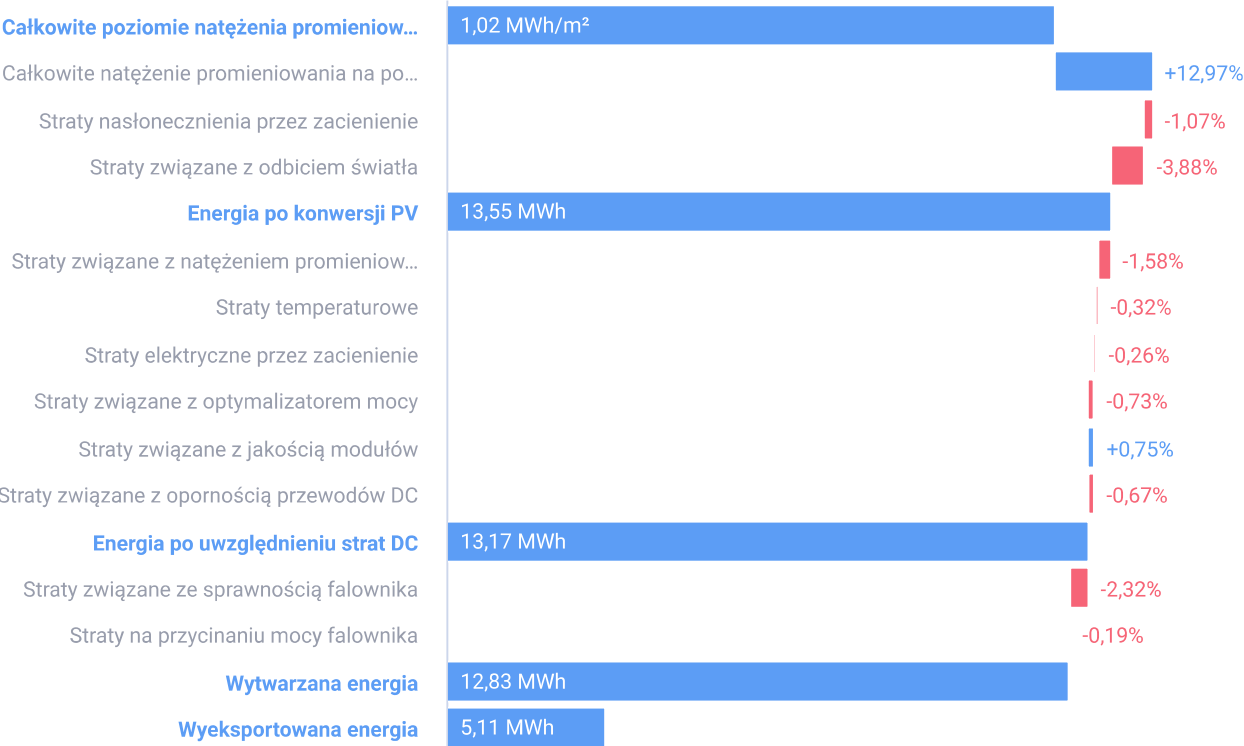 Całkowite poziomie natężenia promieniow... 1,02 MWh/m²
Całkowite natężenie promieniowania na po... +12,97%
Straty nasłonecznienia przez zacienienie -1,07%
Straty związane z odbiciem światła -3,88%
Energia po konwersji PV 13,55 MWh
Straty związane z natężeniem promieniow... -1,58%
Straty temperaturowe -0,32%
Straty elektryczne przez zacienienie -0,26%
Straty związane z optymalizatorem mocy -0,73%
Straty związane z jakością modułów +0,75%
Straty związane z opornością przewodów DC -0,67%
Energia po uwzględnieniu strat DC 13,17 MWh
Straty związane ze sprawnością falownika -2,32%
Straty na przycinaniu mocy falownika -0,19%
Wytwarzana energia 12,83 MWh
Wyeksportowana energia 5,11 MWh